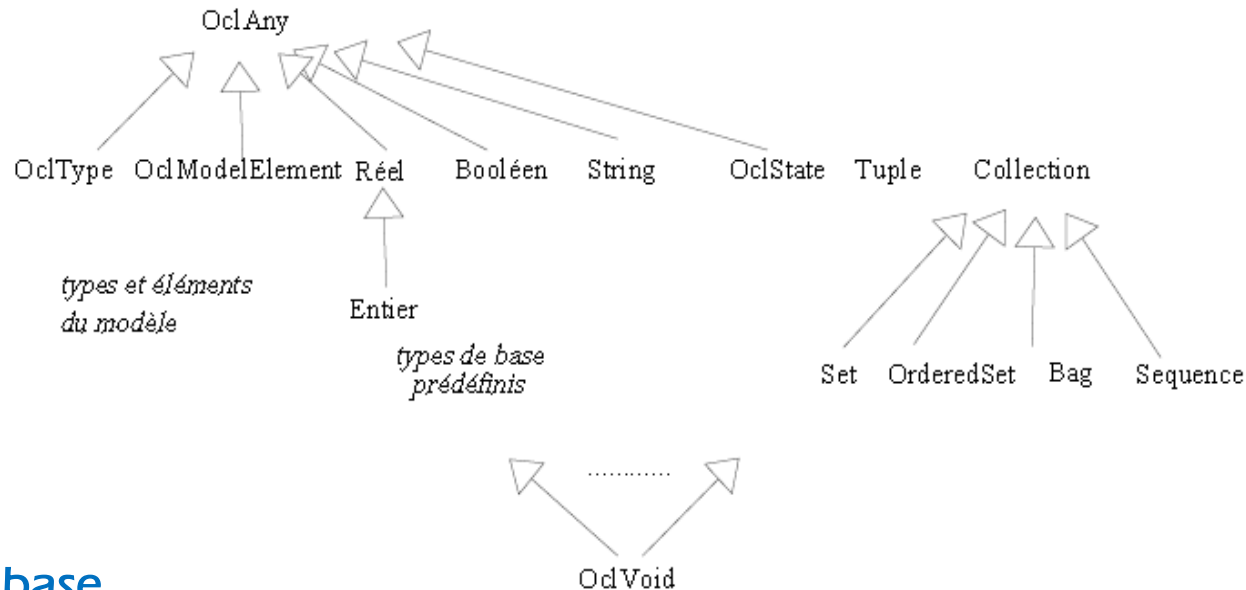 OclAny
OclType OclModelElement Réel Booléen String OclState Tuple Collection
types et éléments
du modèle
Entier
types de base
prédéfinis
Set OrderedSet Bag Sequence
............
OclVoid
base